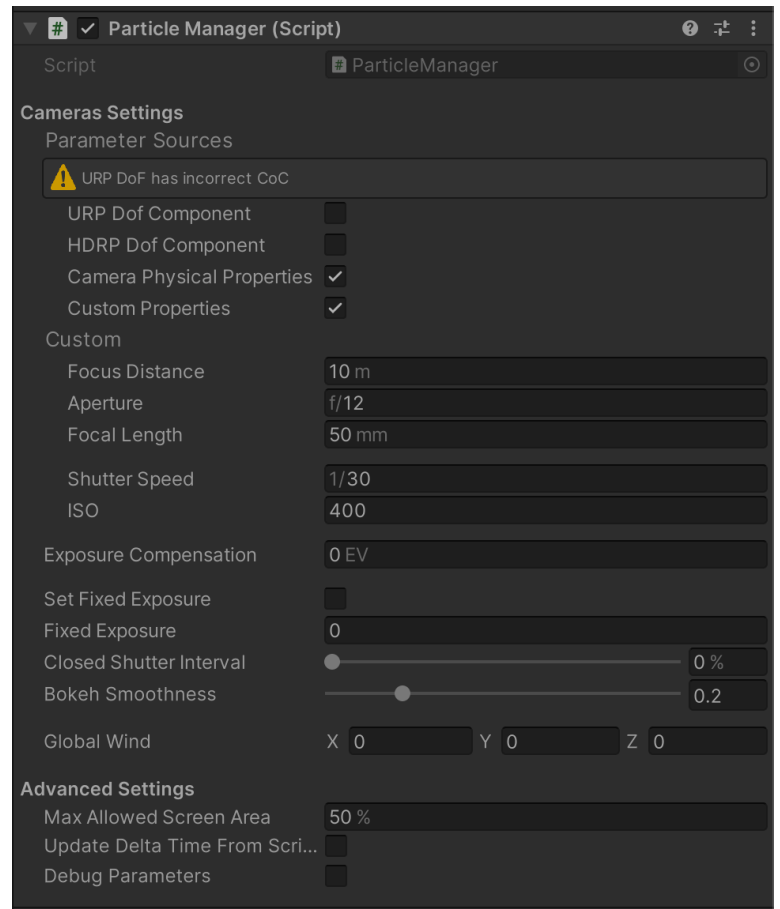 # Particle Manager (Script)
Script # ParticleManager
Cameras Settings
Parameter Sources
URP DoF has incorrect CoC
URP Dof Component
HDRP Dof Component
Camera Physical Properties
Custom Properties
Custom
Focus Distance 10 m
Aperture f/12
Focal Length 50 mm
Shutter Speed 1/30
ISO 400
Exposure Compensation 0 EV
Set Fixed Exposure
Fixed Exposure 0
Closed Shutter Interval 0 %
Bokeh Smoothness 0.2
Global Wind X 0 Y 0 Z 0
Advanced Settings
Max Allowed Screen Area 50 %
Update Delta Time From Scri...
Debug Parameters